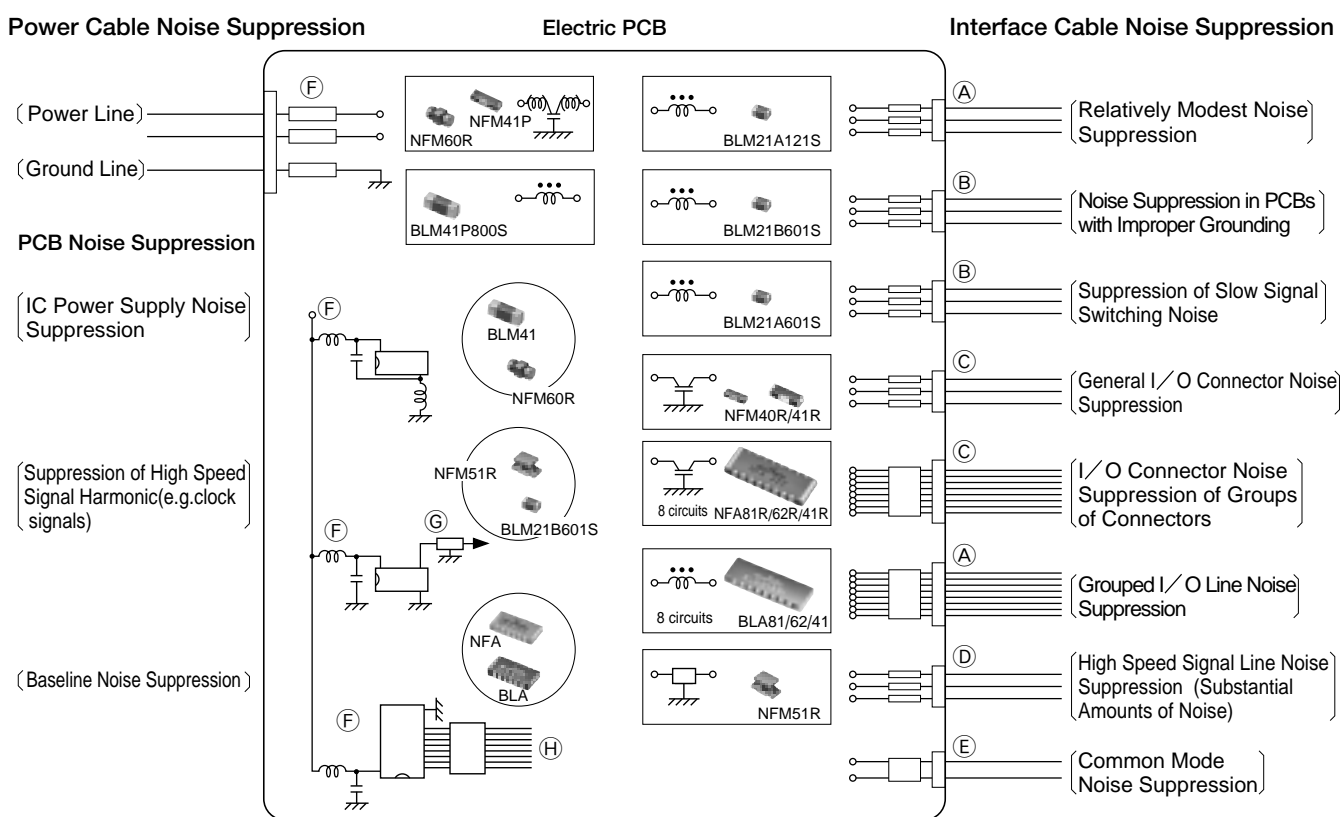 Power Cable Noise Suppression
Electric PCB
Interface Cable Noise Suppression
F
(Power Line)
(Ground Line)
NFM41P
NFM60R
BLM41P800S
PCB Noise Suppression
(IC Power Supply Noise
Suppression)
F
BLM41
NFM60R
(Suppression of High Speed
Signal Harmonic(e.g.clock
signals))
NFM51R
BLM21B601S
F
G
(Baseline Noise Suppression)
NFA
BLA
F
H
BLM21A121S
A
(Relatively Modest Noise
Suppression)
BLM21B601S
B
(Noise Suppression in PCBs
with Improper Grounding)
BLM21A601S
B
(Suppression of Slow Signal
Switching Noise)
NFM40R/41R
C
(General I/O Connector Noise
Suppression)
8 circuits NFA81R/62R/41R
C
(I/O Connector Noise
Suppression of Groups
of Connectors)
8 circuits BLA81/62/41
A
(Grouped I/O Line Noise
Suppression)
NFM51R
D
(High Speed Signal Line Noise
Suppression (Substantial
Amounts of Noise))
E
(Common Mode
Noise Suppression)